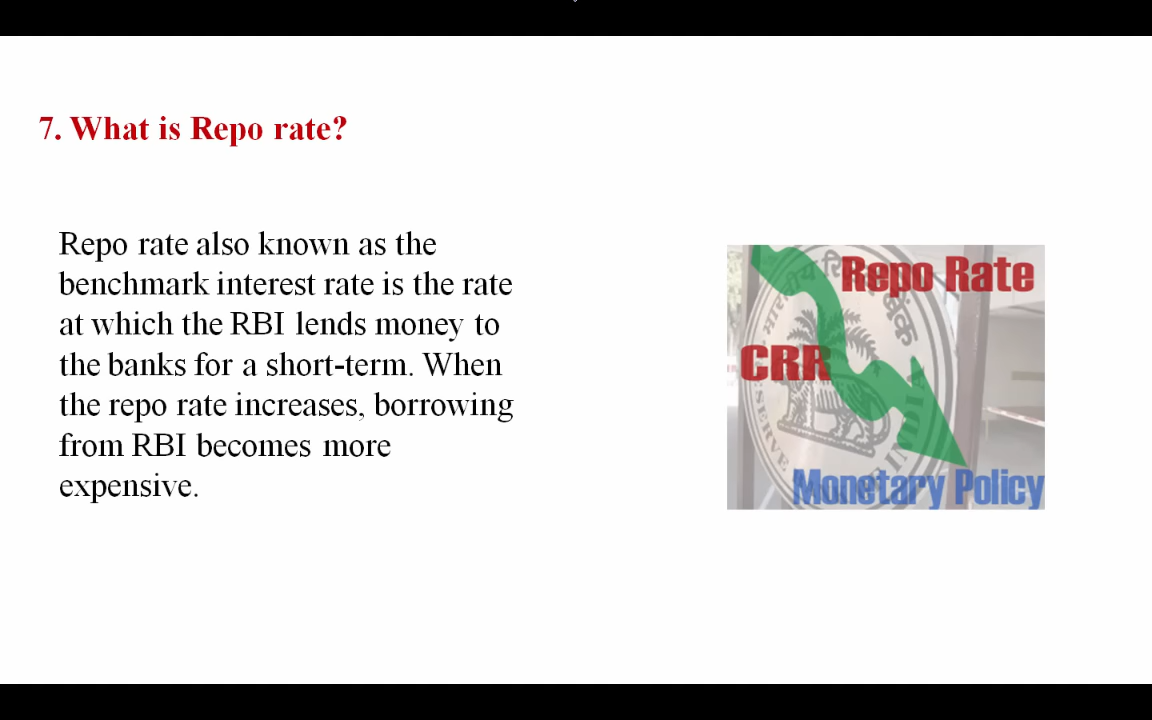 7. What is Repo rate?
Repo rate also known as the
benchmark interest rate is the rate
at which the RBI lends money to
the banks for a short-term. When
the repo rate increases, borrowing
from RBI becomes more
expensive.
Repo Rate
CRR
Monetary Policy